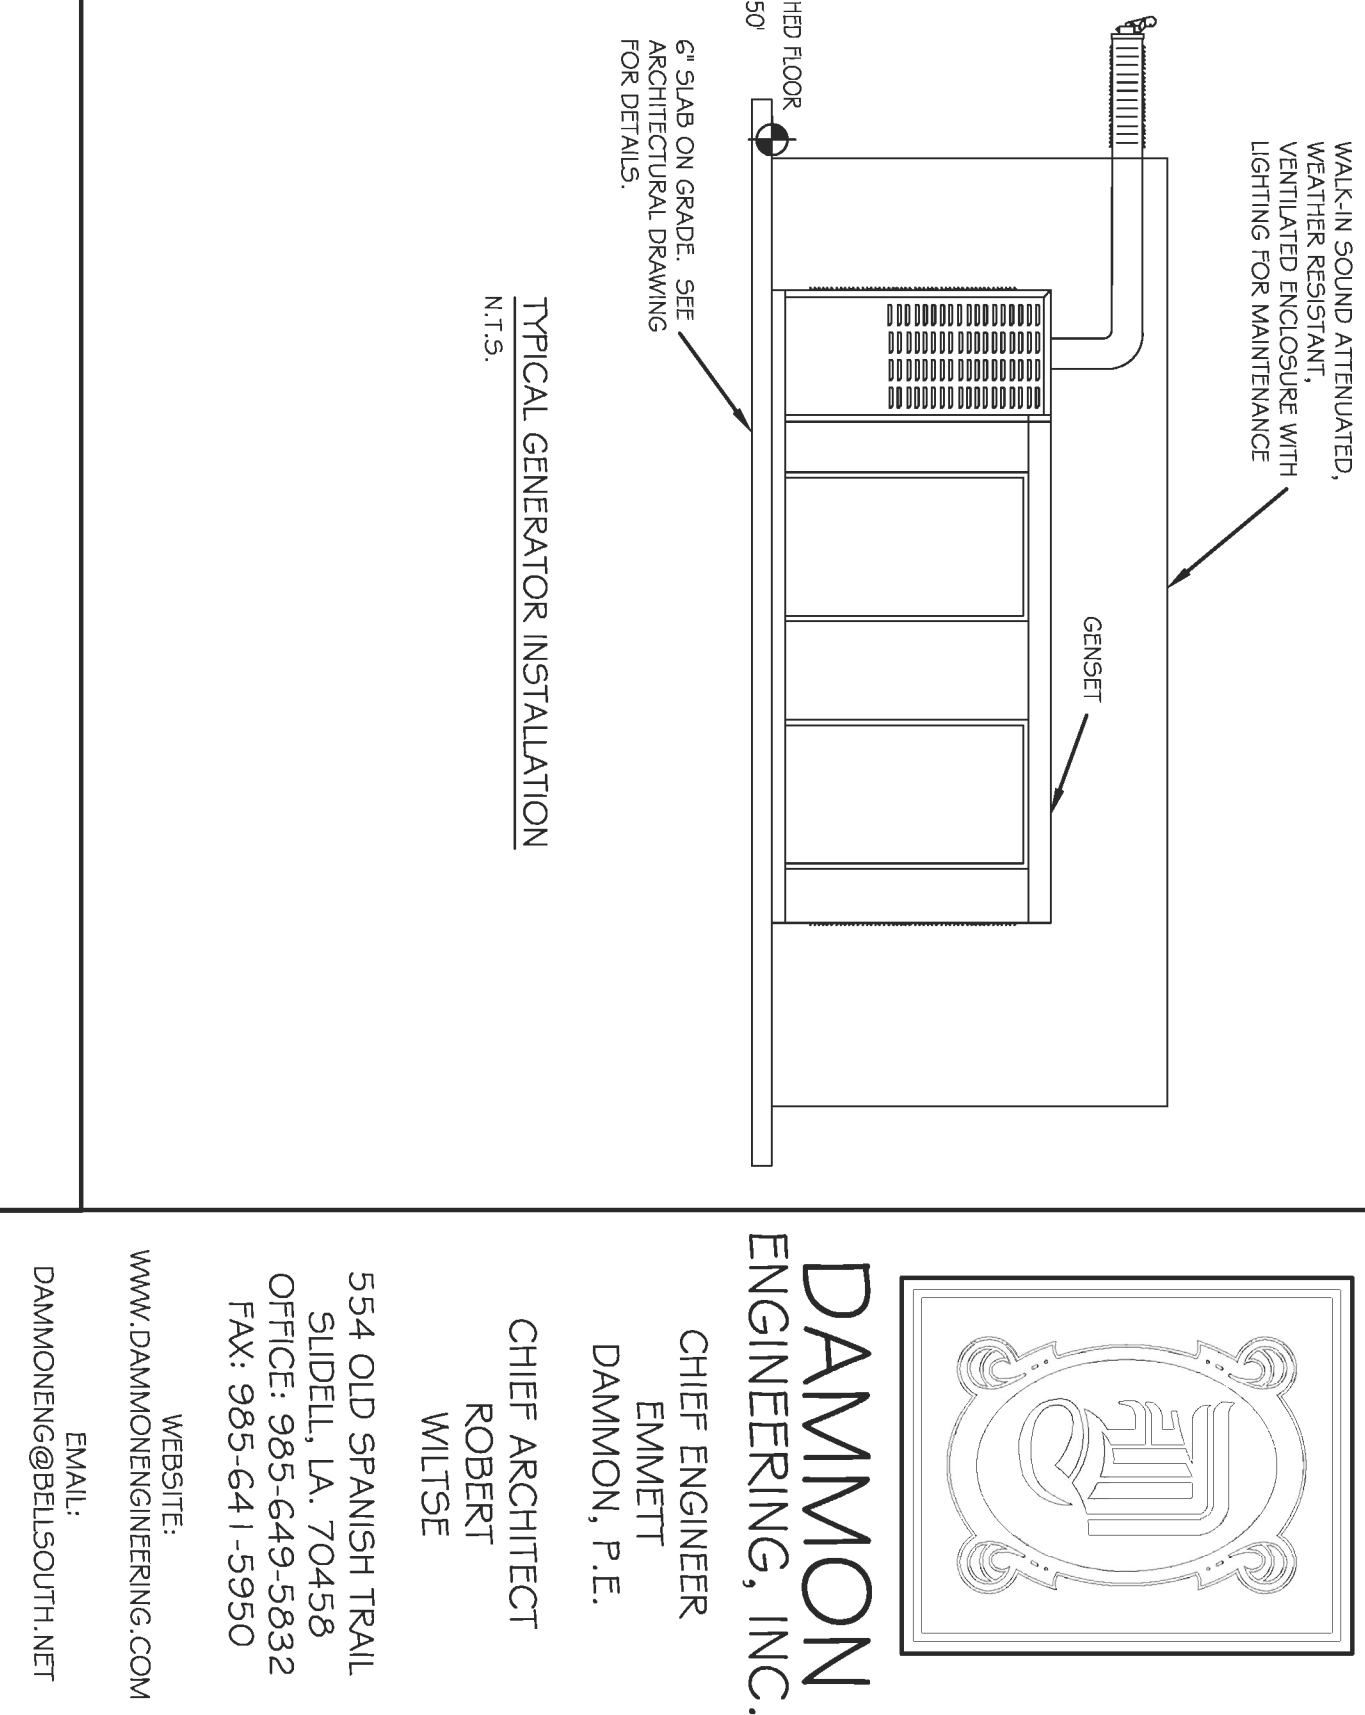 WALK-IN SOUND ATTENUATED,
WEATHER RESISTANT,
VENTILATED ENCLOSURE WITH
LIGHTING FOR MAINTENANCE
GENSET
HED FLOOR
50'
6" SLAB ON GRADE. SEE
ARCHITECTURAL DRAWING
FOR DETAILS.
TYPICAL GENERATOR INSTALLATION
N.T.S.
DAMMON
ENGINEERING, INC.
CHIEF ENGINEER
EMMETT
DAMMON, P.E.
CHIEF ARCHITECT
ROBERT
WILTSE
554 OLD SPANISH TRAIL
SLIDELL, LA. 70458
OFFICE: 985-649-5832
FAX: 985-641-5950
WEBSITE:
WWW.DAMMONENGINEERING.COM
EMAIL:
DAMMONENG@BELLSOUTH.NET